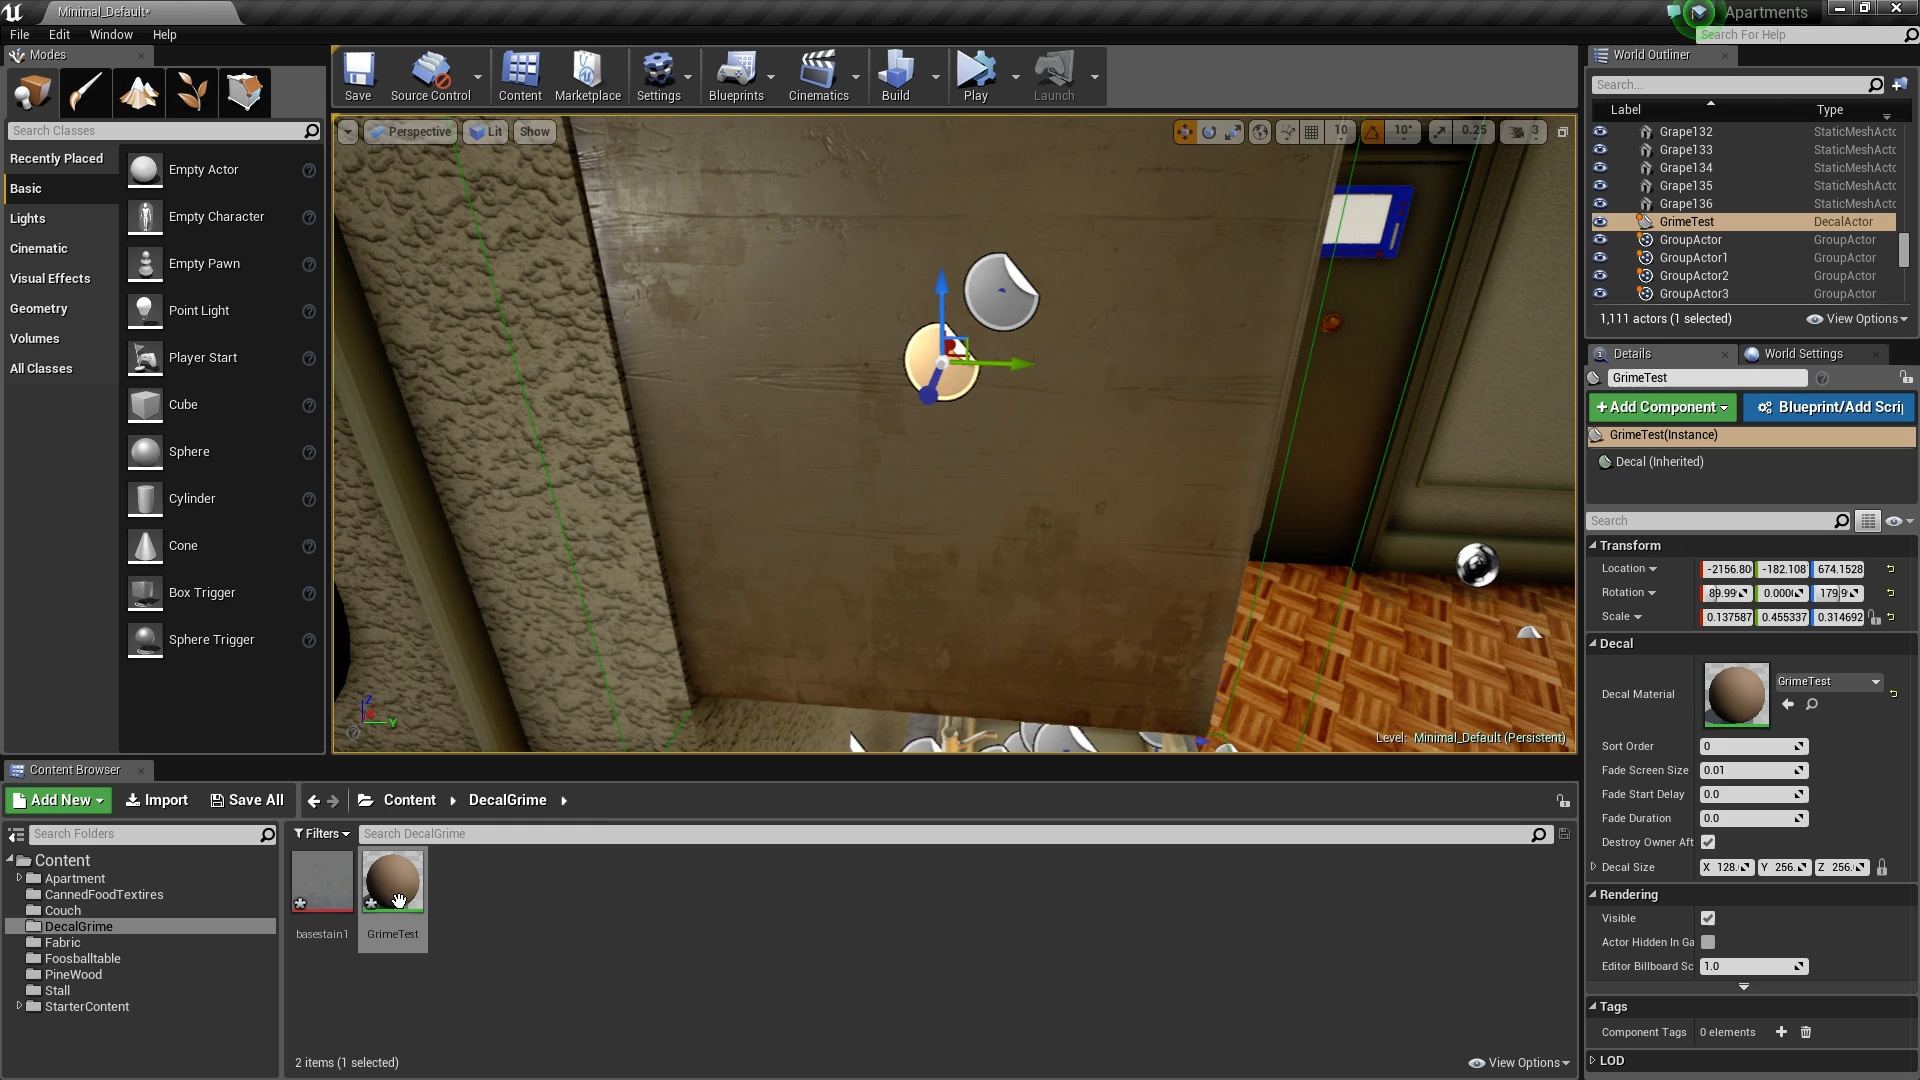 Minimal_Default*
Apartments
File Edit Window Help
Search For Help
Modes
Search Classes
Recently Placed
Basic
Lights
Cinematic
Visual Effects
Geometry
Volumes
All Classes
Empty Actor
Empty Character
Empty Pawn
Point Light
Player Start
Cube
Sphere
Cylinder
Cone
Box Trigger
Sphere Trigger
Save
Source Control
Content
Marketplace
Settings
Blueprints
Cinematics
Build
Play
Launch
Perspective Lit Show
10 10° 0.25 3
Z
X
Y
Level: Minimal_Default (Persistent)
World Outliner
Search...
Label Type
Grape132 StaticMeshActc
Grape133 StaticMeshActc
Grape134 StaticMeshActc
Grape135 StaticMeshActc
Grape136 StaticMeshActc
GrimeTest DecalActor
GroupActor GroupActor
GroupActor1 GroupActor
GroupActor2 GroupActor
GroupActor3 GroupActor
1,111 actors (1 selected) View Options
Details World Settings
GrimeTest
+Add Component Blueprint/Add Scri
GrimeTest(Instance)
Decal (Inherited)
Search
Transform
Location -2156.80 -182.108 674.1528
Rotation 89.99 0.000 179.9
Scale 0.137587 0.455337 0.314692
Decal
Decal Material GrimeTest
Sort Order 0
Fade Screen Size 0.01
Fade Start Delay 0.0
Fade Duration 0.0
Destroy Owner Aft
Decal Size X 128. Y 256. Z 256.
Rendering
Visible
Actor Hidden In Ga
Editor Billboard Sc 1.0
Tags
Component Tags 0 elements
LOD
Content Browser
Add New Import Save All Content DecalGrime
Search Folders
Filters Search DecalGrime
Content
Apartment
CannedFoodTextires
Couch
DecalGrime
Fabric
Foosballtable
PineWood
Stall
StarterContent
basestain1
GrimeTest
2 items (1 selected) View Options